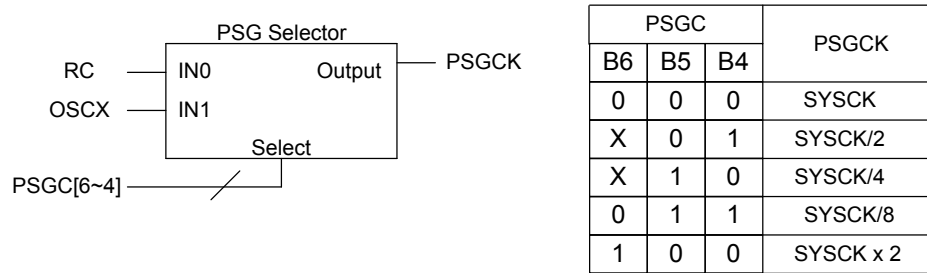 PSG Selector
RC IN0 Output PSGCK
OSCX IN1
Select
PSGC[6~4]
PSGC PSGCK
B6 B5 B4
0 0 0 SYSCK
X 0 1 SYSCK/2
X 1 0 SYSCK/4
0 1 1 SYSCK/8
1 0 0 SYSCK x 2